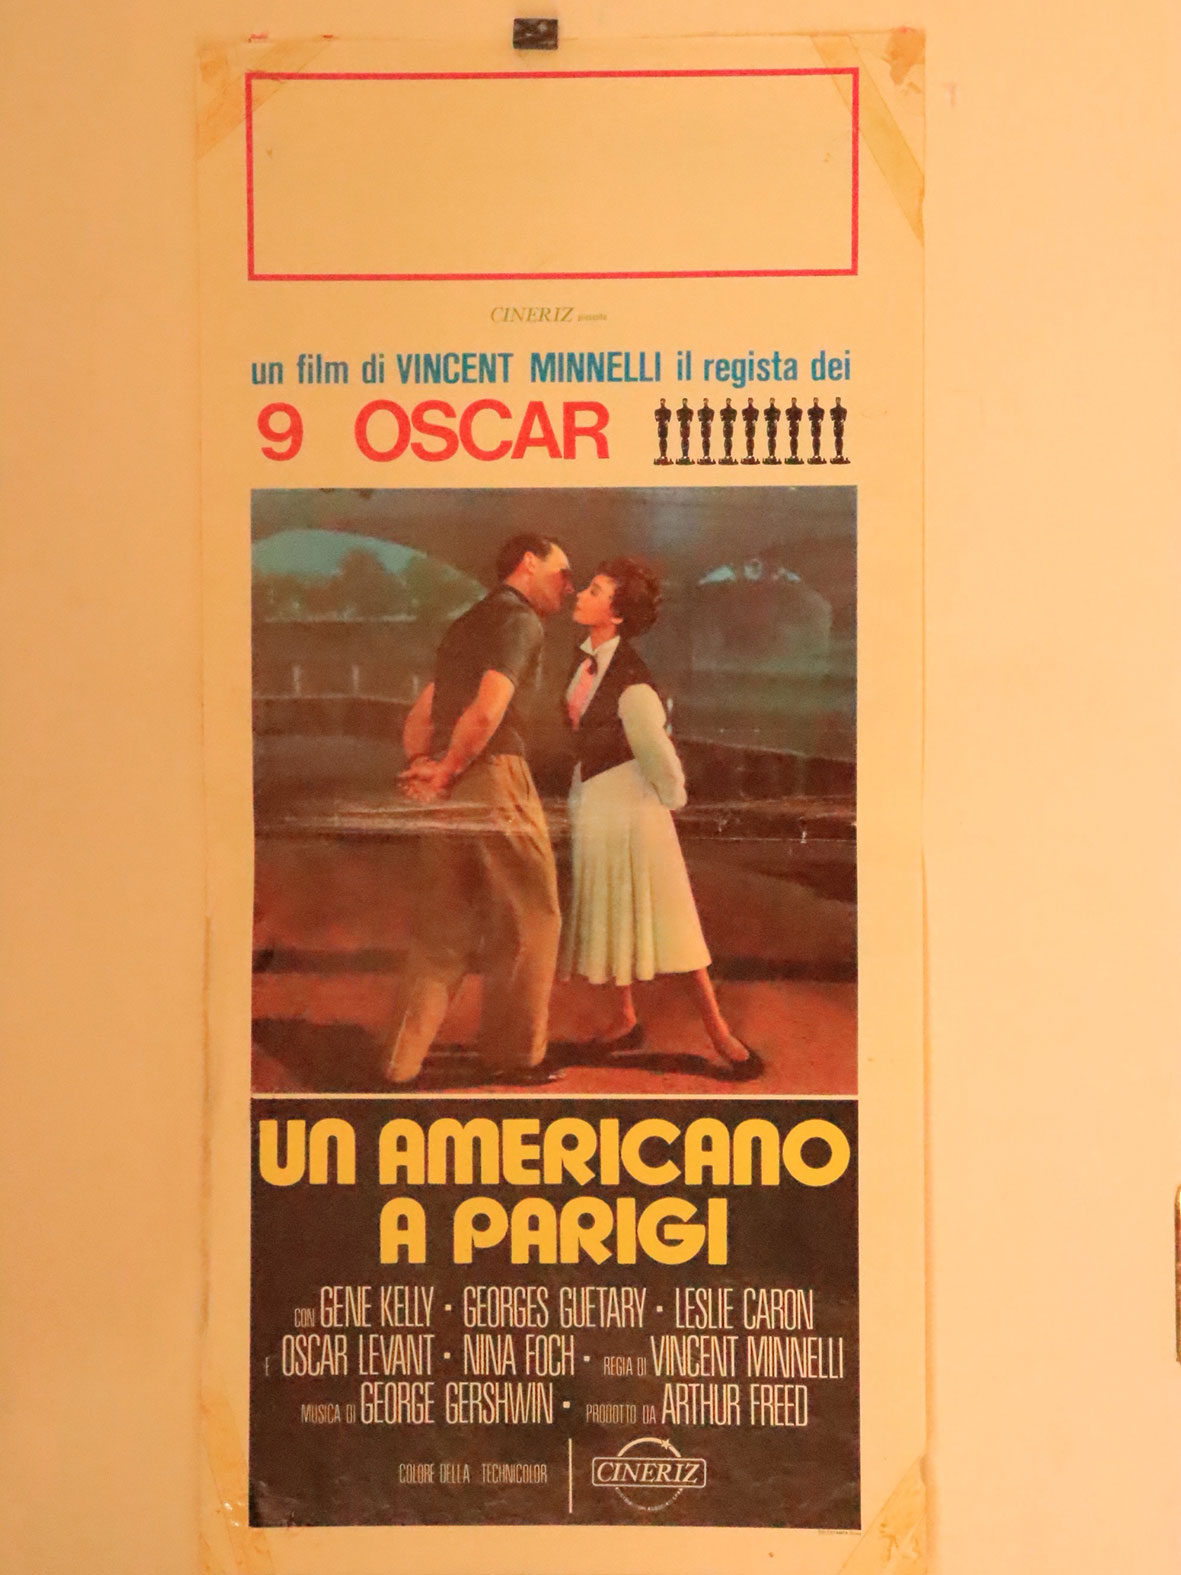 CINERIZ presenta
un film di VINCENT MINNELLI il regista dei
9 OSCAR
UN AMERICANO
A PARIGI
CON GENE KELLY · GEORGES GUETARY · LESLIE CARON
E OSCAR LEVANT · NINA FOCH · REGIA DI VINCENT MINNELLI
MUSICA DI GEORGE GERSHWIN · PRODOTTO DA ARTHUR FREED
COLORE DELLA TECHNICOLOR
CINERIZ